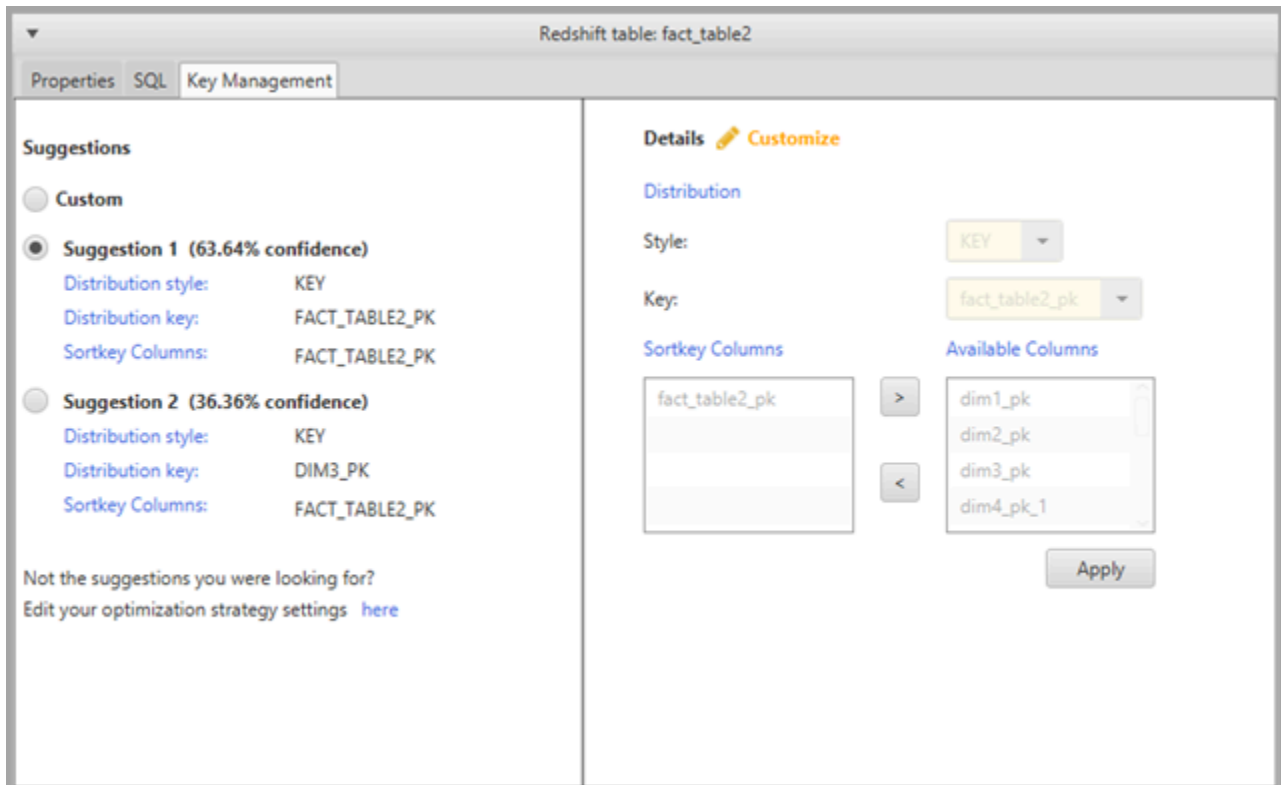 Redshift table: fact_table2
Properties SQL Key Management
Suggestions
Custom
Suggestion 1 (63.64% confidence)
Distribution style: KEY
Distribution key: FACT_TABLE2_PK
Sortkey Columns: FACT_TABLE2_PK
Suggestion 2 (36.36% confidence)
Distribution style: KEY
Distribution key: DIM3_PK
Sortkey Columns: FACT_TABLE2_PK
Not the suggestions you were looking for?
Edit your optimization strategy settings here
Details Customize
Distribution
Style: KEY
Key: fact_table2_pk
Sortkey Columns Available Columns
fact_table2_pk > dim1_pk
dim2_pk
dim3_pk
< dim4_pk_1
Apply